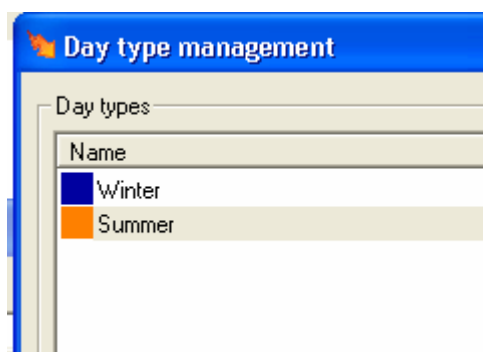 Day type management
Day types
Name
Winter
Summer